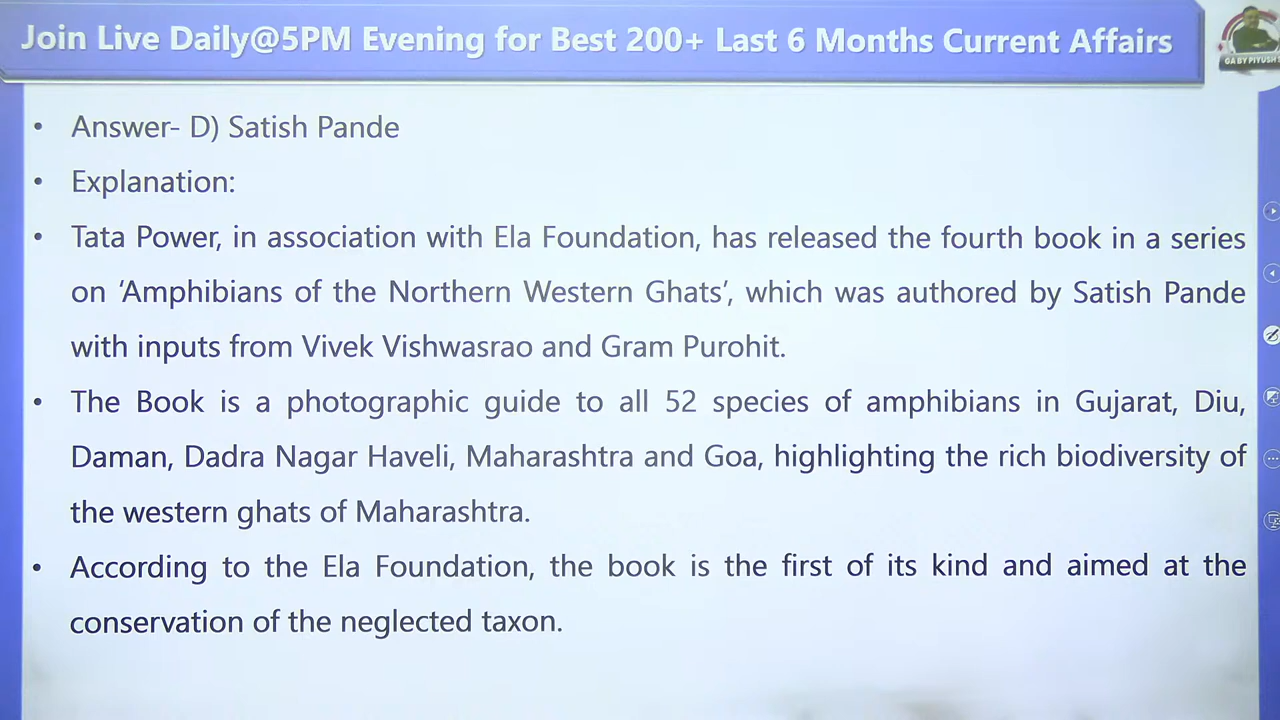 Join Live Daily@5PM Evening for Best 200+ Last 6 Months Current Affairs
GA BY PIYUSH
• Answer- D) Satish Pande
• Explanation:
• Tata Power, in association with Ela Foundation, has released the fourth book in a series
on ‘Amphibians of the Northern Western Ghats’, which was authored by Satish Pande
with inputs from Vivek Vishwasrao and Gram Purohit.
• The Book is a photographic guide to all 52 species of amphibians in Gujarat, Diu,
Daman, Dadra Nagar Haveli, Maharashtra and Goa, highlighting the rich biodiversity of
the western ghats of Maharashtra.
• According to the Ela Foundation, the book is the first of its kind and aimed at the
conservation of the neglected taxon.